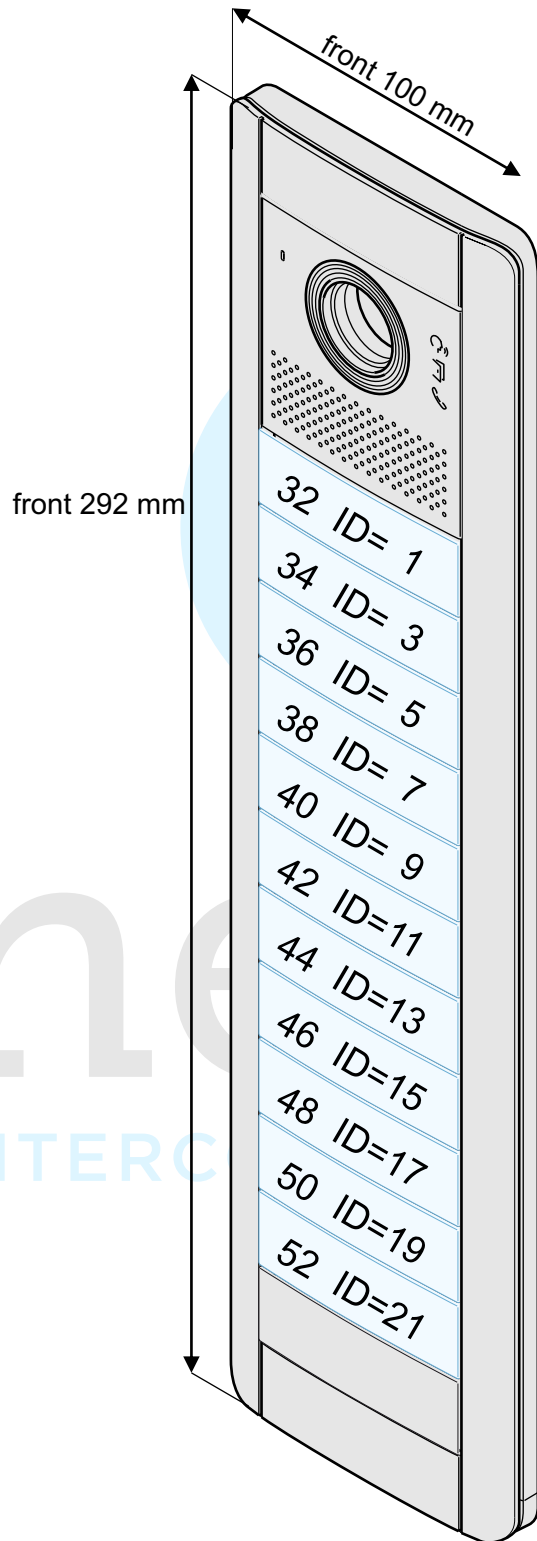 front 100 mm
front 292 mm
32 ID= 1
34 ID= 3
36 ID= 5
38 ID= 7
40 ID= 9
42 ID=11
44 ID=13
46 ID=15
48 ID=17
50 ID=19
52 ID=21